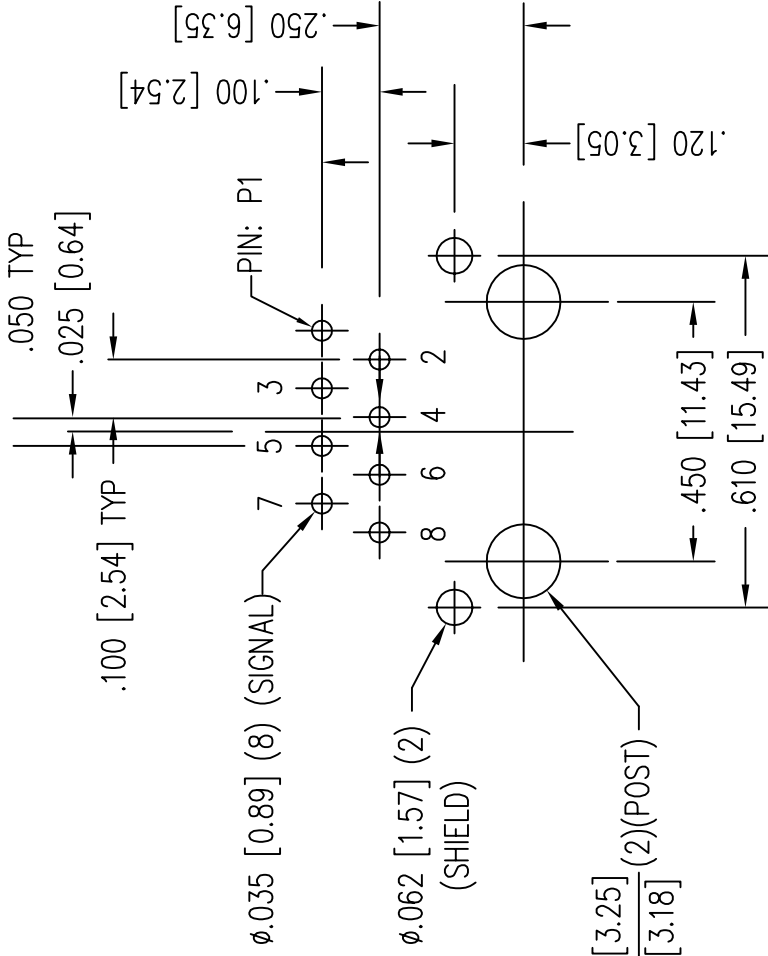 .050 TYP
.025 [0.64]
.100 [2.54] TYP
PIN: P1
.100 [2.54]
.250 [6.35]
.120 [3.05]
3
5
7
2
4
6
8
ø.035 [0.89] (8) (SIGNAL)
ø.062 [1.57] (2)
(SHIELD)
[3.25]
[3.18]
(2)(POST)
.450 [11.43]
.610 [15.49]